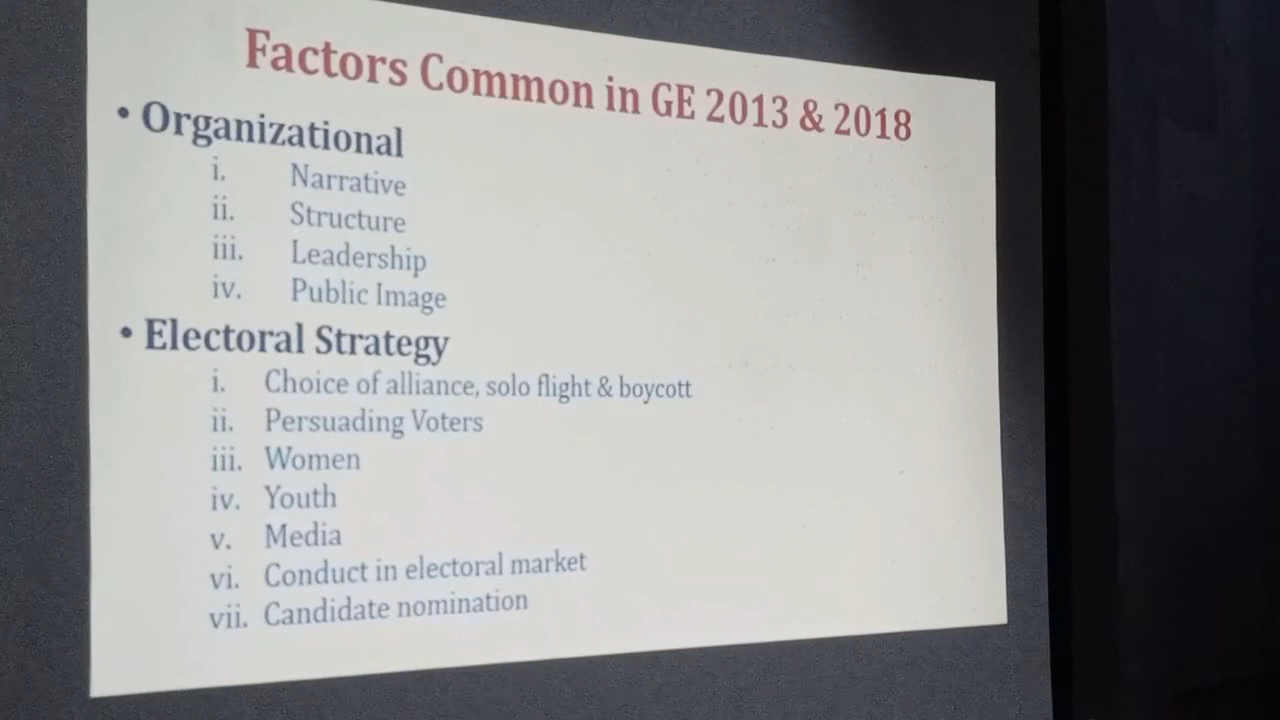 Factors Common in GE 2013 & 2018
• Organizational
i. Narrative
ii. Structure
iii. Leadership
iv. Public Image
• Electoral Strategy
i. Choice of alliance, solo flight & boycott
ii. Persuading Voters
iii. Women
iv. Youth
v. Media
vi. Conduct in electoral market
vii. Candidate nomination